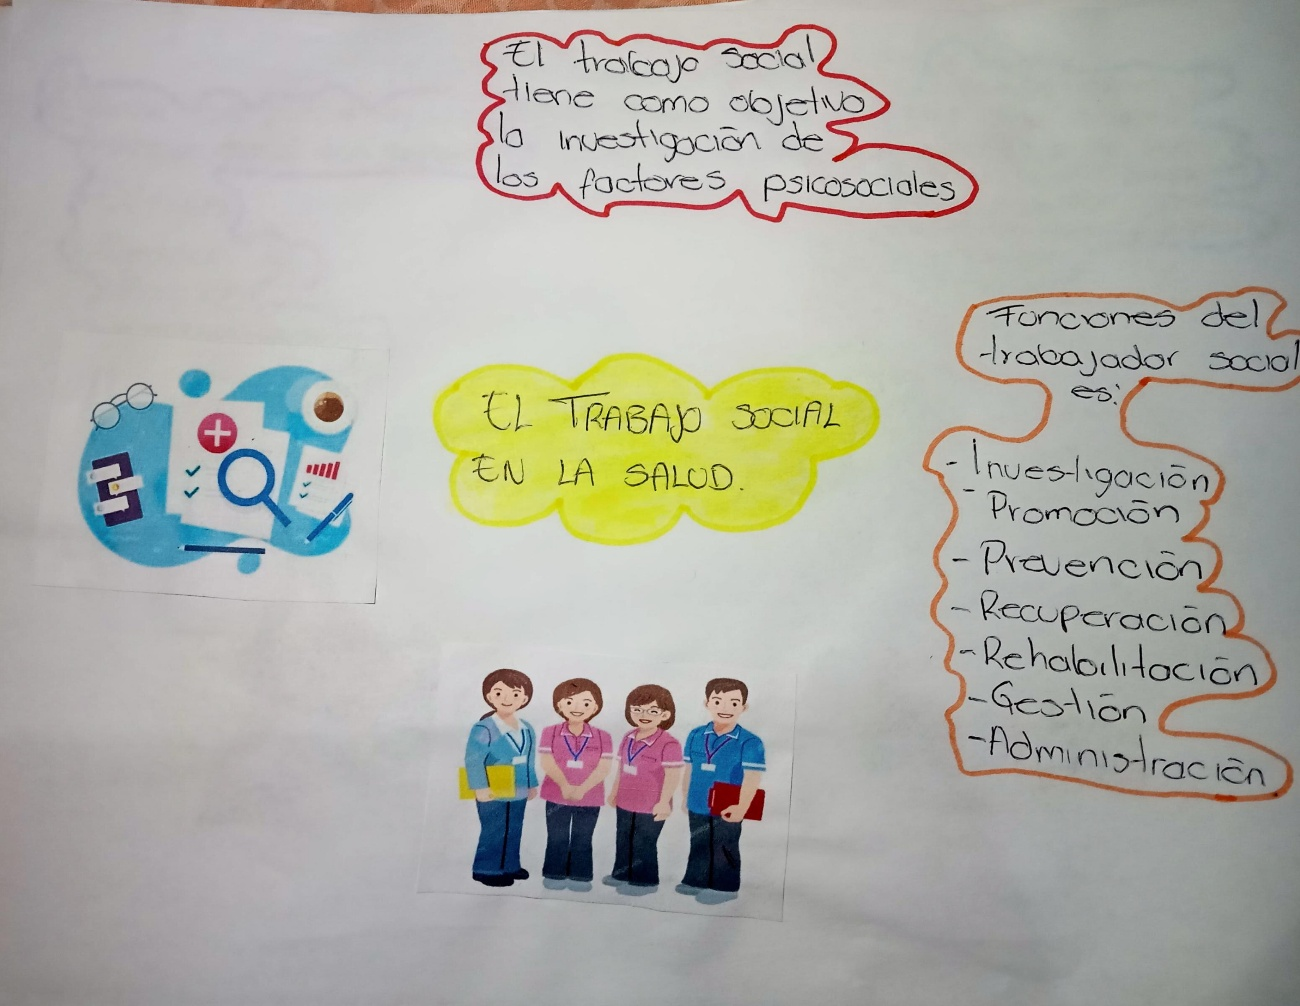 El trabajo social
tiene como objetivo
la investigación de
los factores psicosociales
EL TRABAJO SOCIAL
EN LA SALUD.
Funciones del
trabajador social
es:
- Investigación
- Promoción
- Prevención
- Recuperación
- Rehabilitación
- Gestión
- Administración